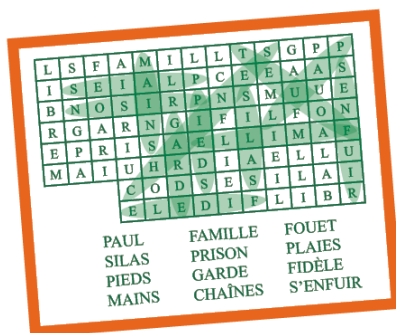 L S F A M I L L T S G P P
I S E I A L P C E E A A S
B N O S I R P N S M U U E
R G A R N G I F I L F O N
E P R I S A E L L I M A F
M A I U H R D I A E L L U
C O D S E S I L A I I
E L E D I F L I B R
PAUL FAMILLE FOUET
SILAS PRISON PLAIES
PIEDS GARDE FIDÈLE
MAINS CHAÎNES S'ENFUIR